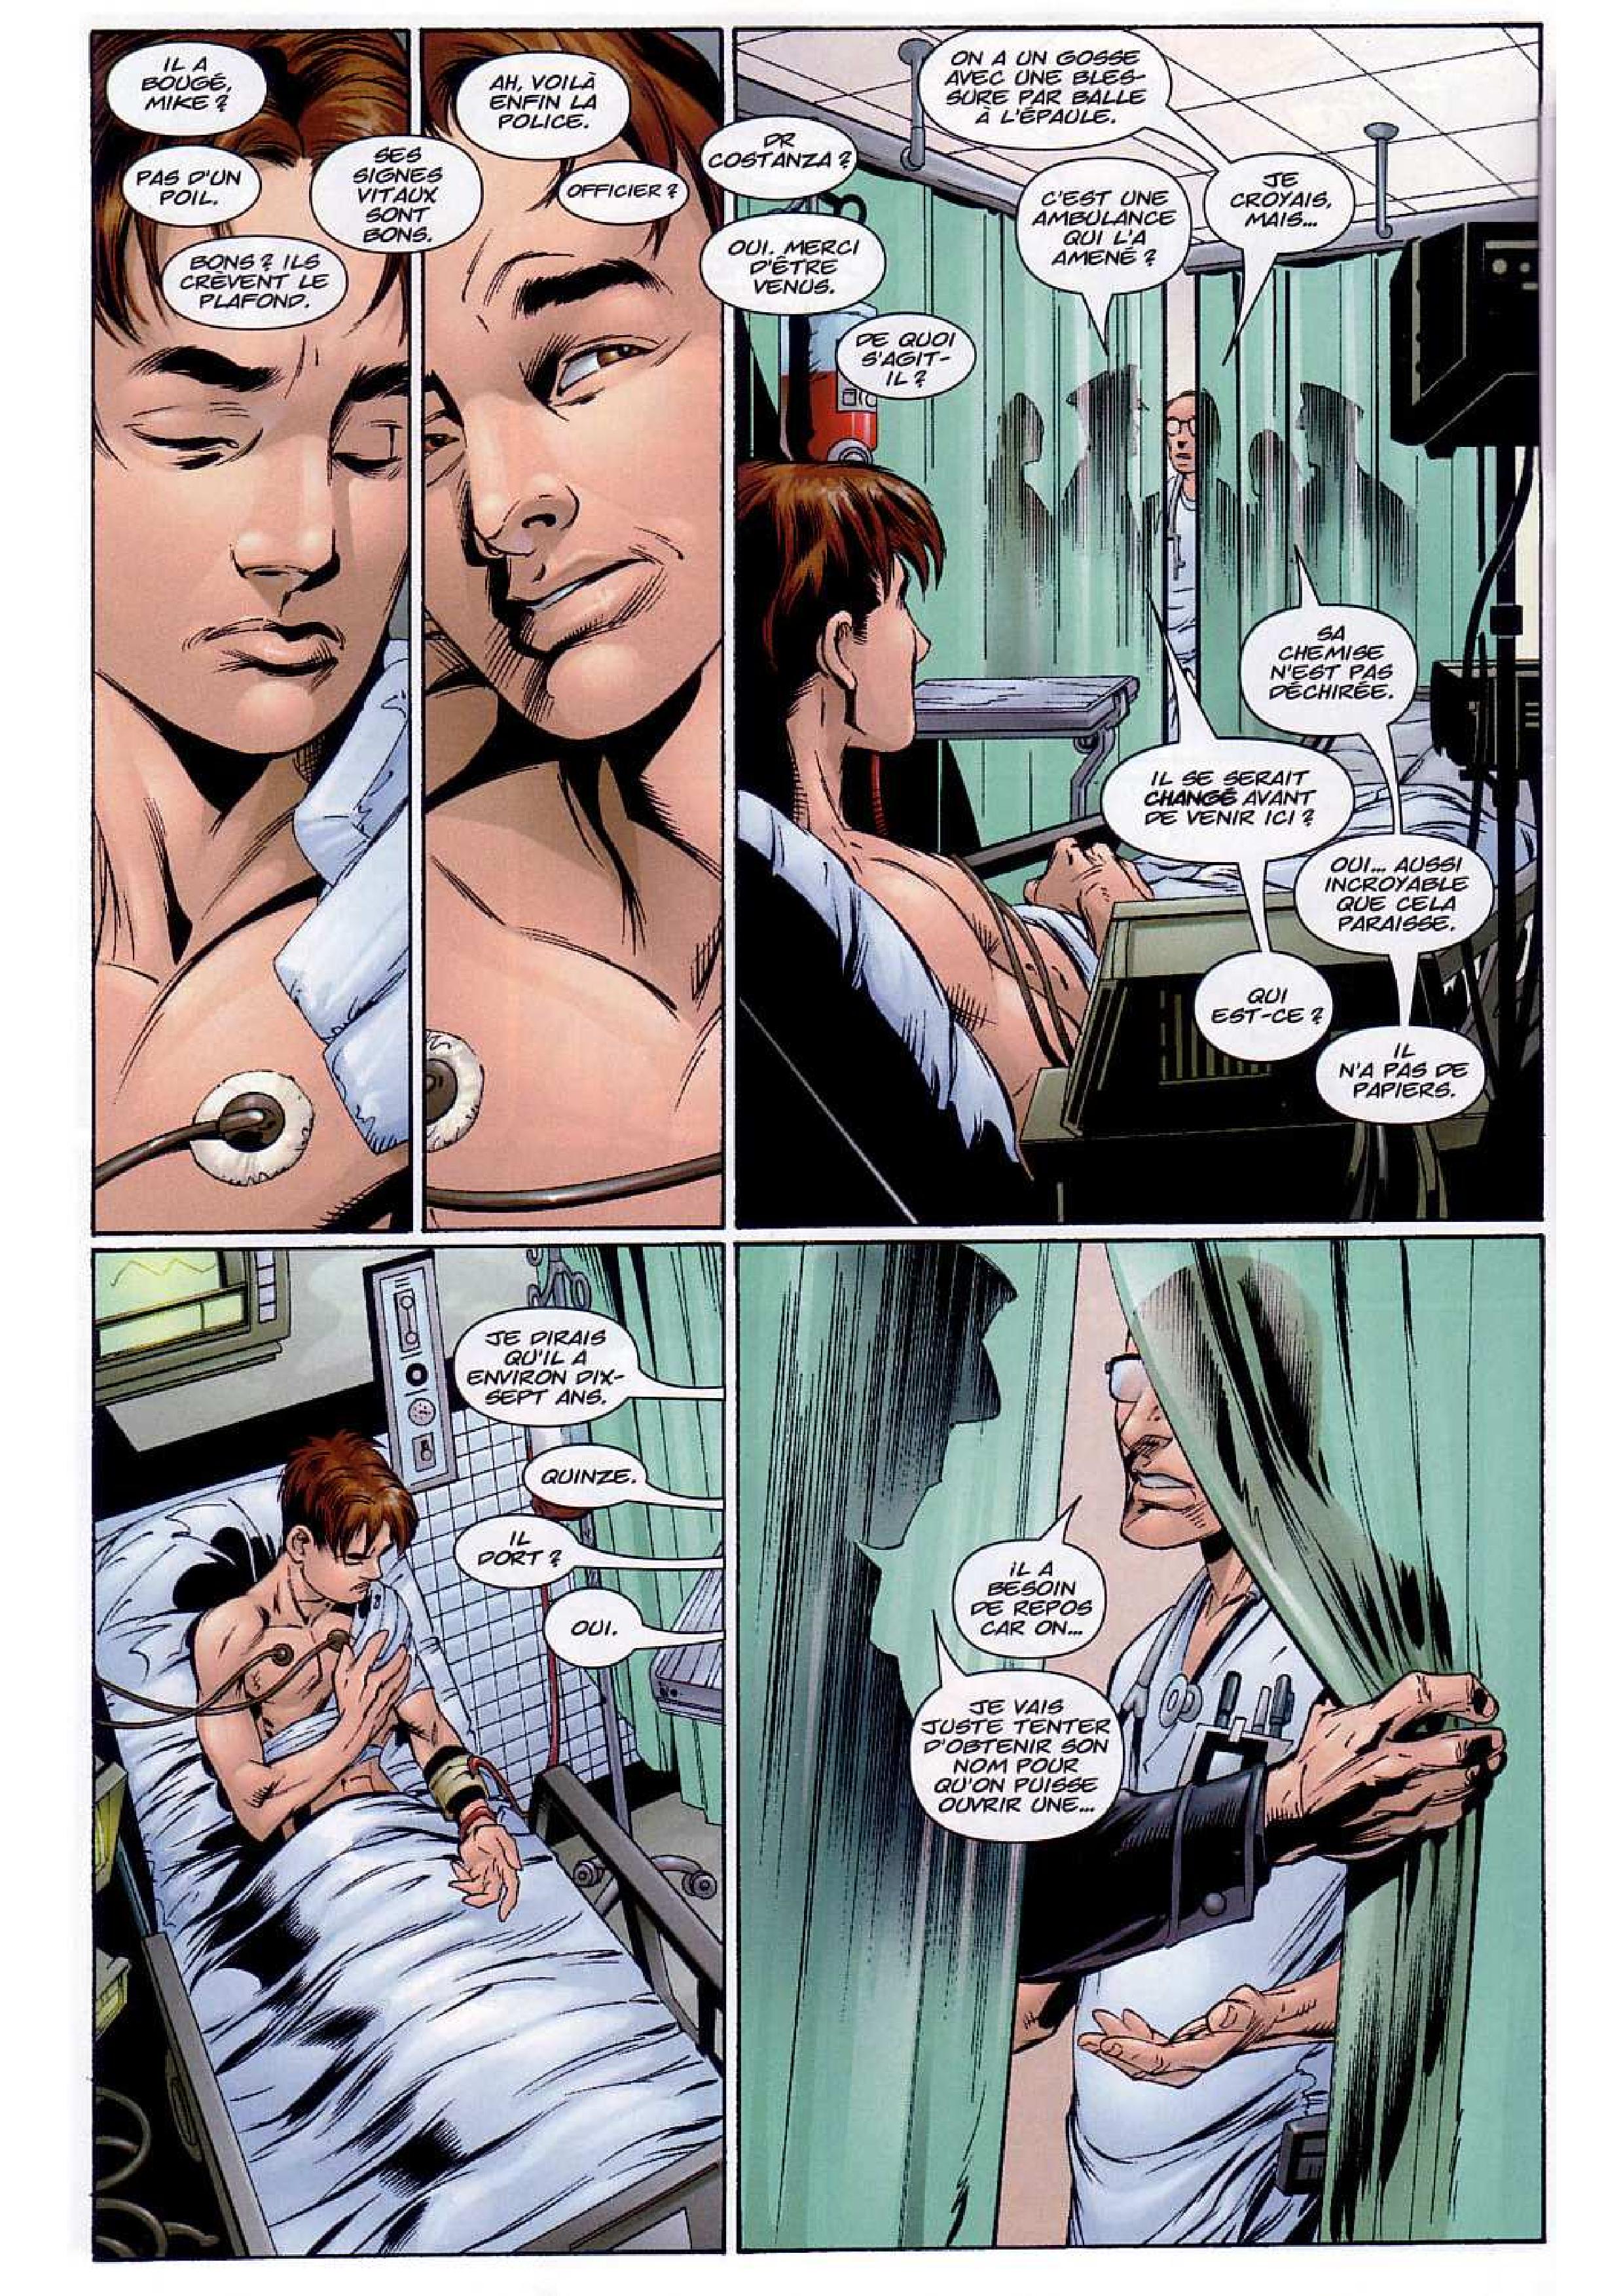 IL A
BOUGÉ,
MIKE ?
PAS D'UN
POIL.
SES
SIGNES
VITAUX
SONT
BONS.
BONS ? ILS
CRÈVENT LE
PLAFOND.
AH, VOILÀ
ENFIN LA
POLICE.
OFFICIER ?
DR
COSTANZA ?
OUI. MERCI
D'ÊTRE
VENUS.
DE QUOI
S'AGIT-
IL ?
ON A UN GOSSE
AVEC UNE BLES-
SURE PAR BALLE
À L'ÉPAULE.
C'EST UNE
AMBULANCE
QUI L'A
AMENÉ ?
JE
CROYAIS,
MAIS...
SA
CHEMISE
N'EST PAS
DÉCHIRÉE.
IL SE SERAIT
CHANGÉ AVANT
DE VENIR ICI ?
OUI... AUSSI
INCROYABLE
QUE CELA
PARAISSE.
QUI
EST-CE ?
IL
N'A PAS DE
PAPIERS.
JE DIRAIS
QU'IL A
ENVIRON DIX-
SEPT ANS.
QUINZE.
IL
DORT ?
OUI.
IL A
BESOIN
DE REPOS
CAR ON...
JE VAIS
JUSTE TENTER
D'OBTENIR SON
NOM POUR
QU'ON PUISSE
OUVRIR UNE...